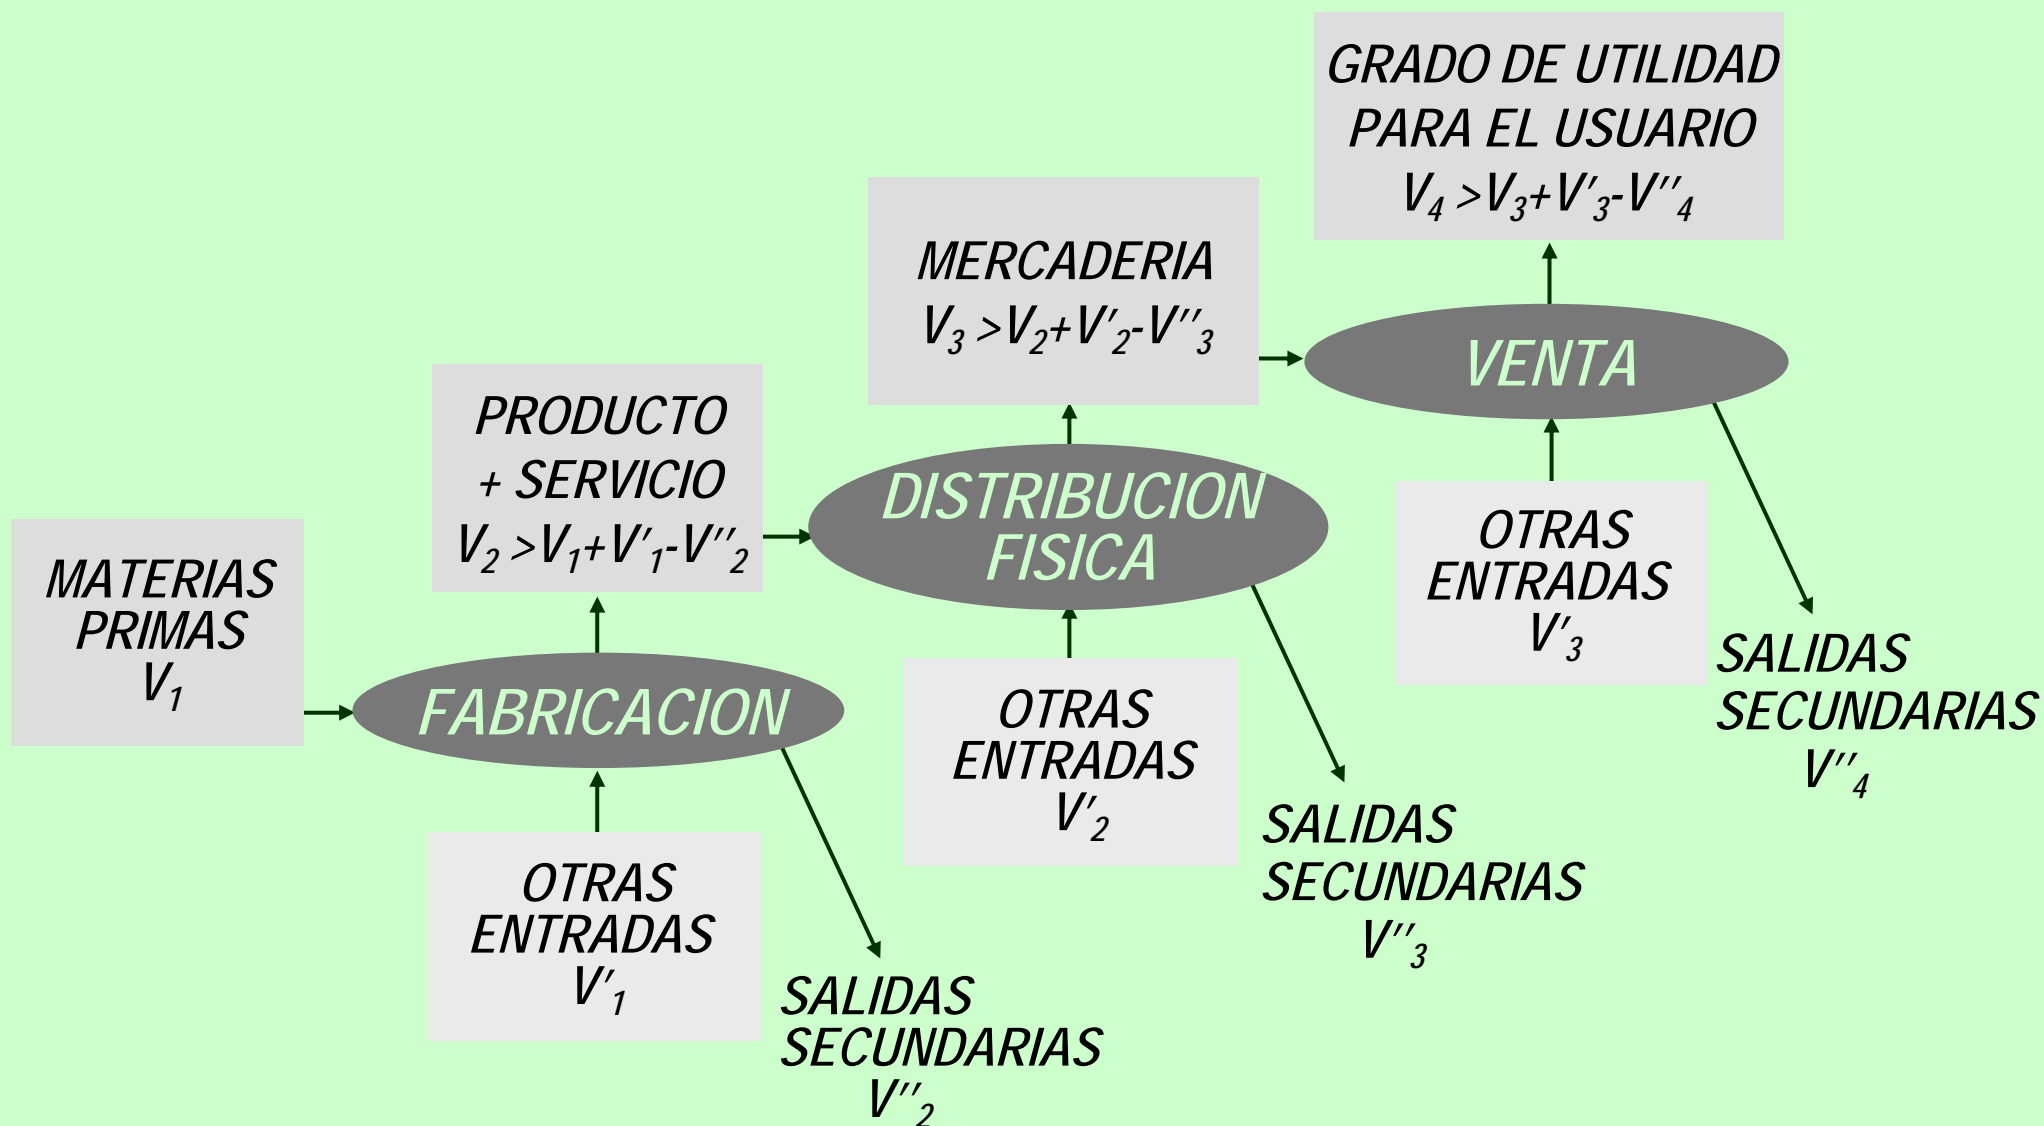 MATERIAS
PRIMAS
V₁
FABRICACION
OTRAS
ENTRADAS
V'₁
SALIDAS
SECUNDARIAS
V''₂
PRODUCTO
+ SERVICIO
V₂ >V₁+V'₁-V''₂
DISTRIBUCION
FISICA
OTRAS
ENTRADAS
V'₂
SALIDAS
SECUNDARIAS
V''₃
MERCADERIA
V₃ >V₂+V'₂-V''₃
VENTA
OTRAS
ENTRADAS
V'₃
SALIDAS
SECUNDARIAS
V''₄
GRADO DE UTILIDAD
PARA EL USUARIO
V₄ >V₃+V'₃-V''₄